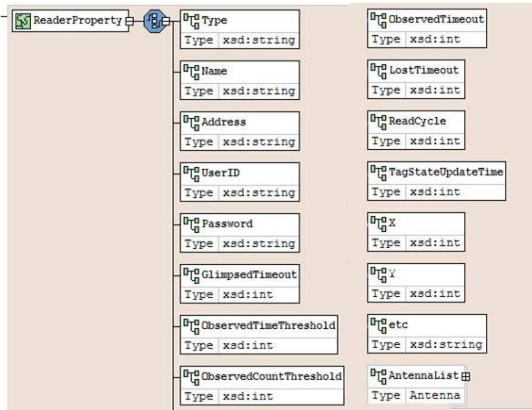 ReaderProperty
Type
Type xsd:string
Name
Type xsd:string
Address
Type xsd:string
UserID
Type xsd:string
Password
Type xsd:string
GlimpsedTimeout
Type xsd:int
ObservedTimeThreshold
Type xsd:int
ObservedCountThreshold
Type xsd:int
ObservedTimeout
Type xsd:int
LostTimeout
Type xsd:int
ReadCycle
Type xsd:int
TagStateUpdateTime
Type xsd:int
X
Type xsd:int
Y
Type xsd:int
etc
Type xsd:string
AntennaList
Type Antenna